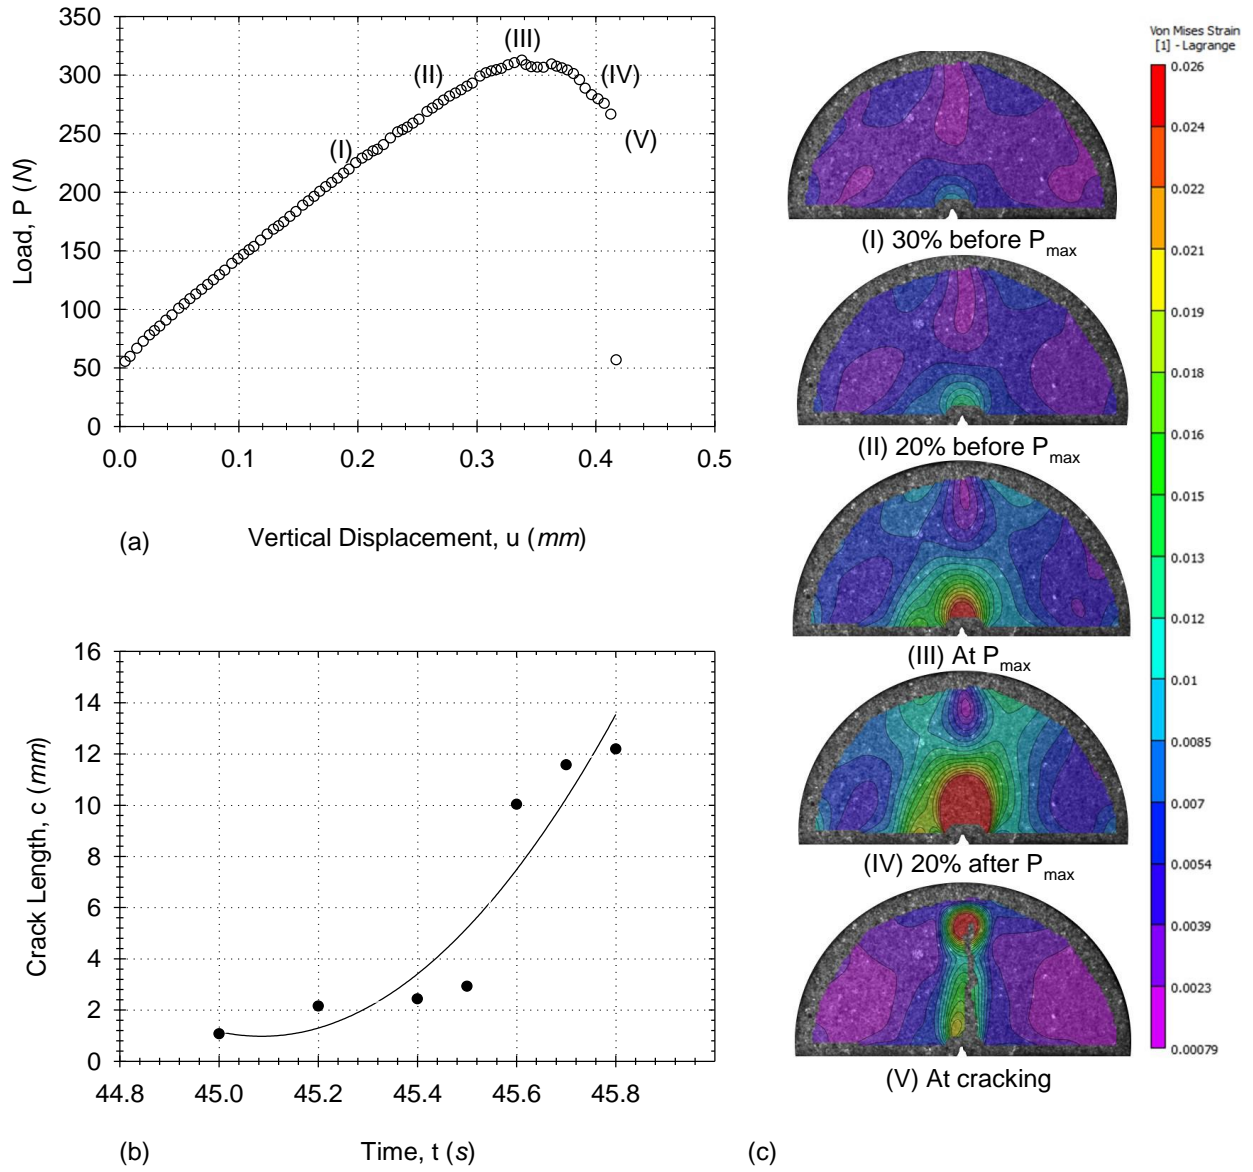 350
300
250
200
150
100
50
0
Load, P (N)
(I)
(II)
(III)
(IV)
(V)
0.0 0.1 0.2 0.3 0.4 0.5
(a) Vertical Displacement, u (mm)
16
14
12
10
8
6
4
2
0
Crack Length, c (mm)
44.8 45.0 45.2 45.4 45.6 45.8
(b) Time, t (s)
(I) 30% before Pmax
(II) 20% before Pmax
(III) At Pmax
(IV) 20% after Pmax
(V) At cracking
(c)
Von Mises Strain
[1] - Lagrange
0.026
0.024
0.022
0.021
0.019
0.018
0.016
0.015
0.013
0.012
0.01
0.0085
0.007
0.0054
0.0039
0.0023
0.00079